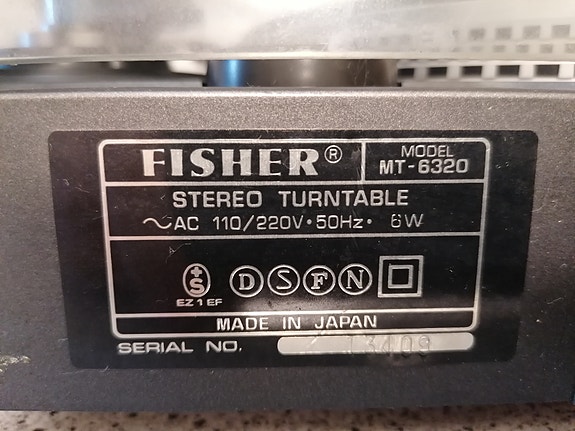 FISHER®
MODEL
MT-6320
STEREO TURNTABLE
~AC 110/220V·50Hz· 6W
+S D S F N
EZ 1 EF
MADE IN JAPAN
SERIAL NO. 13409